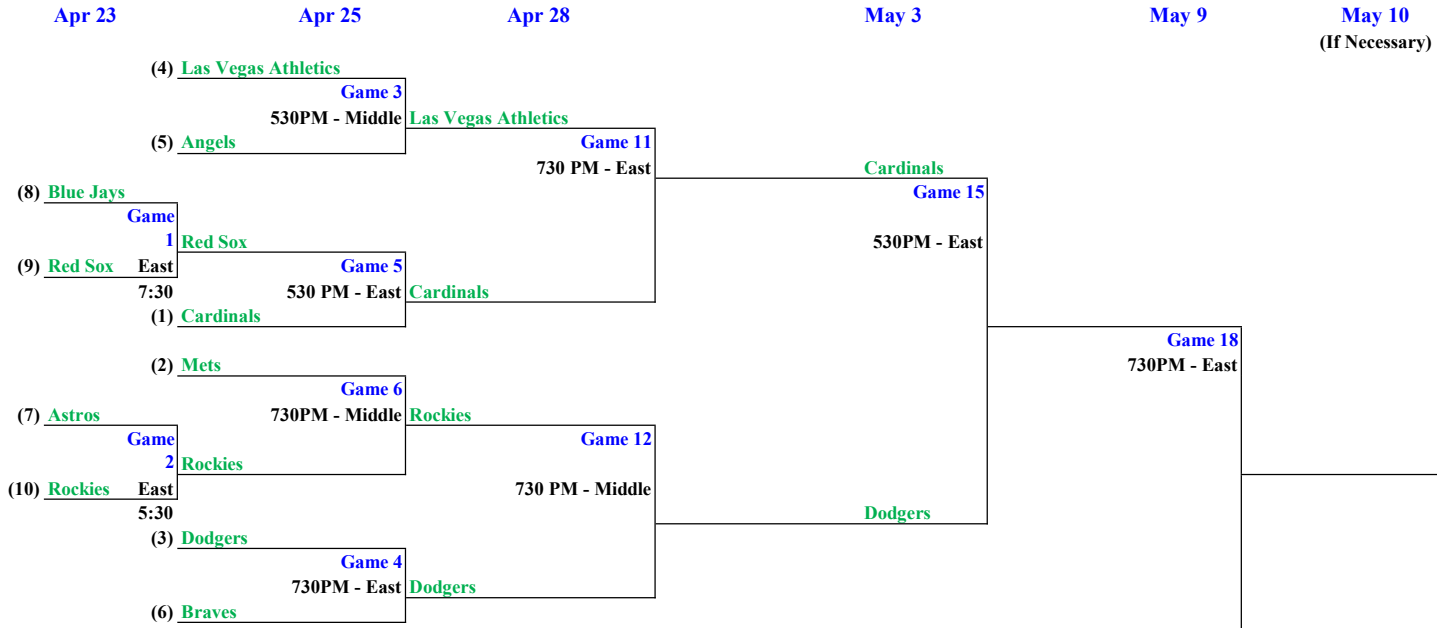 Apr 23 Apr 25 Apr 28 May 3 May 9 May 10
(If Necessary)
(4) Las Vegas Athletics
Game 3
530PM - Middle Las Vegas Athletics
(5) Angels
Game 11
730 PM - East
Cardinals
(8) Blue Jays
Game 15
Game
1 Red Sox
530PM - East
(9) Red Sox East
Game 5
7:30
530 PM - East Cardinals
(1) Cardinals
Game 18
730PM - East
(2) Mets
Game 6
(7) Astros
730PM - Middle Rockies
Game
Game 12
2 Rockies
(10) Rockies East
730 PM - Middle
5:30
Dodgers
(3) Dodgers
Game 4
730PM - East Dodgers
(6) Braves